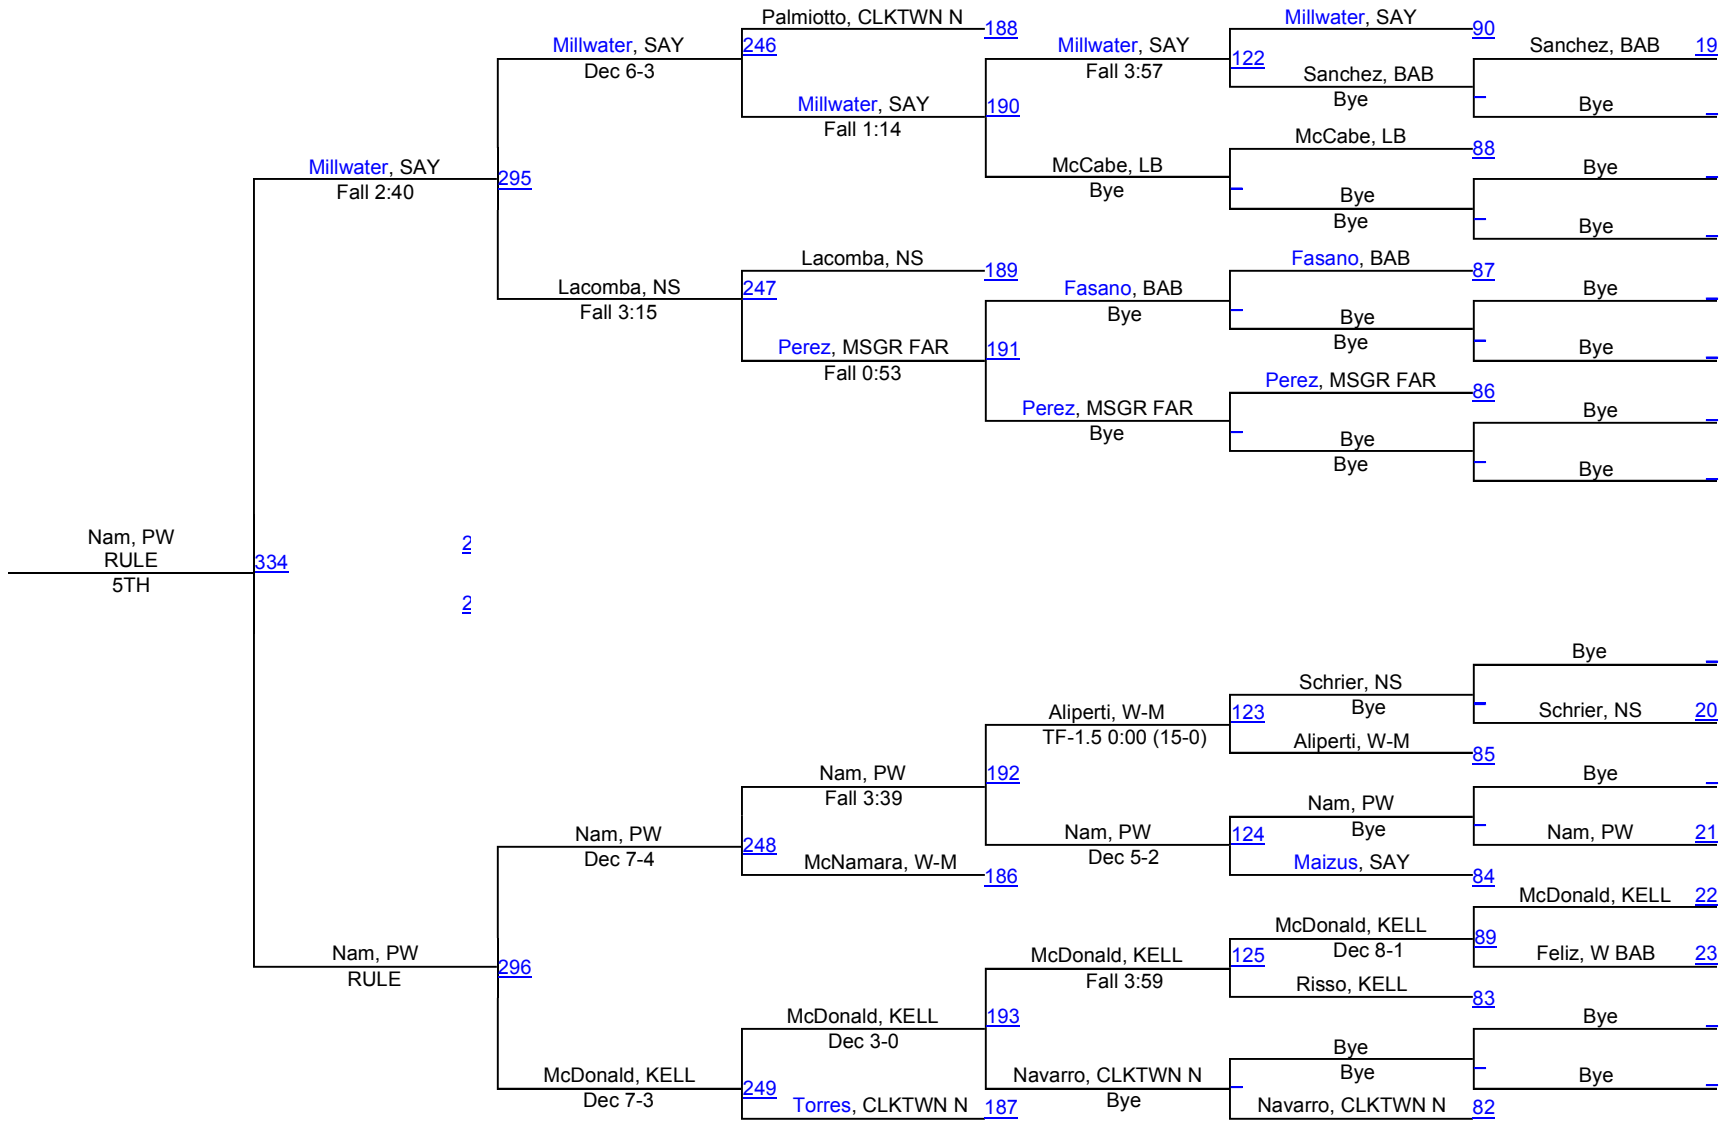 Palmiotto, CLKTWN N
188
Millwater, SAY
90
Millwater, SAY
Dec 6-3
246
Millwater, SAY
Fall 3:57
122
Sanchez, BAB
19
Sanchez, BAB
Bye
Millwater, SAY
Fall 1:14
190
Bye
McCabe, LB
88
Millwater, SAY
Fall 2:40
295
McCabe, LB
Bye
Bye
Bye
Bye
Bye
Lacomba, NS
189
Fasano, BAB
87
Lacomba, NS
Fall 3:15
247
Fasano, BAB
Bye
Bye
Bye
Bye
Perez, MSGR FAR
Fall 0:53
191
Bye
Perez, MSGR FAR
86
Perez, MSGR FAR
Bye
Bye
Bye
Bye
Bye
Nam, PW
RULE
5TH
334
2
2
Bye
Schrier, NS
Bye
Aliperti, W-M
TF-1.5 0:00 (15-0)
123
Schrier, NS
20
Aliperti, W-M
85
Nam, PW
Fall 3:39
192
Bye
Nam, PW
Bye
Nam, PW
Dec 7-4
248
Nam, PW
Dec 5-2
124
Nam, PW
21
McNamara, W-M
186
Maizus, SAY
84
McDonald, KELL
22
McDonald, KELL
Dec 8-1
89
Nam, PW
RULE
296
McDonald, KELL
Fall 3:59
125
Feliz, W BAB
23
Risso, KELL
83
McDonald, KELL
Dec 3-0
193
Bye
Bye
Bye
McDonald, KELL
Dec 7-3
249
Navarro, CLKTWN N
Bye
Bye
Torres, CLKTWN N
187
Navarro, CLKTWN N
82